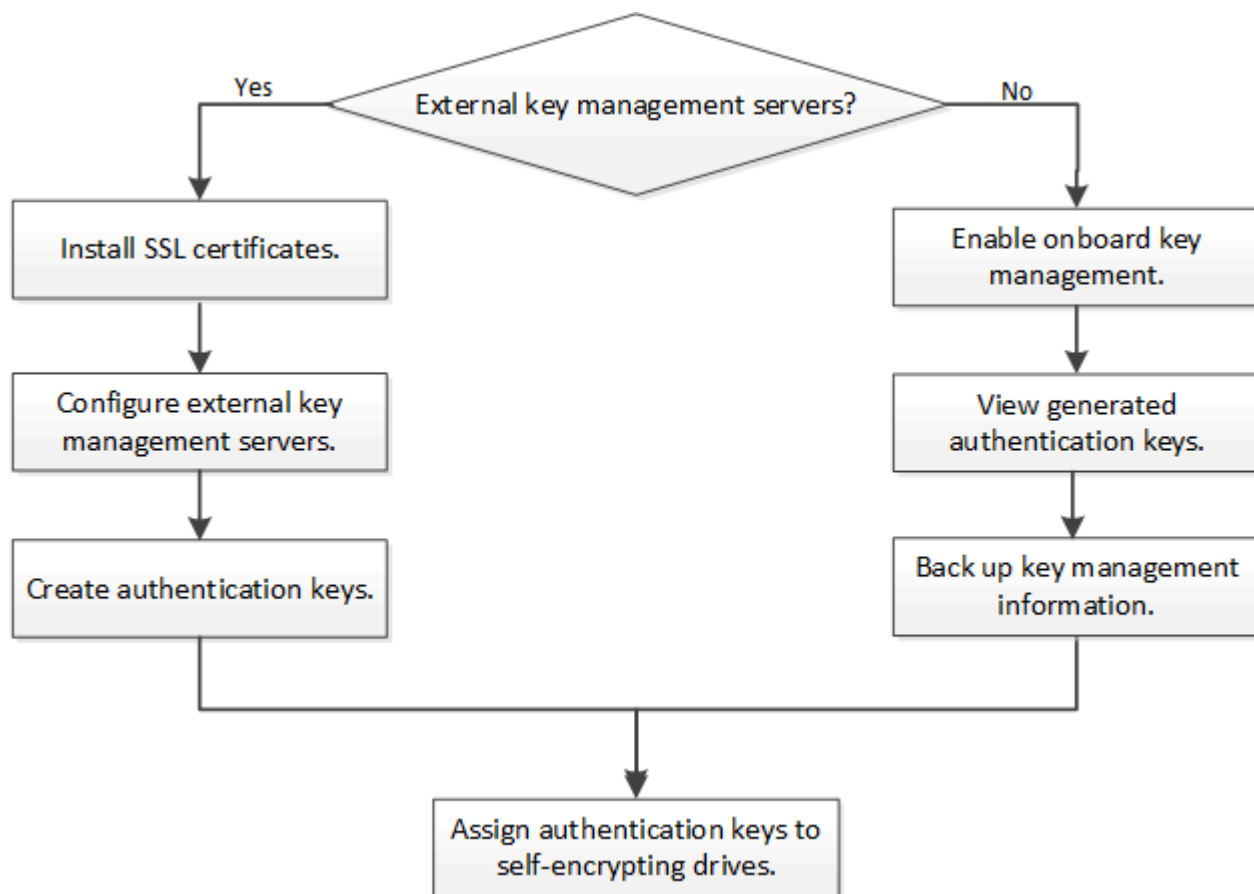 External key management servers?
Yes
No
Install SSL certificates.
Configure external key
management servers.
Create authentication keys.
Enable onboard key
management.
View generated
authentication keys.
Back up key management
information.
Assign authentication keys to
self-encrypting drives.